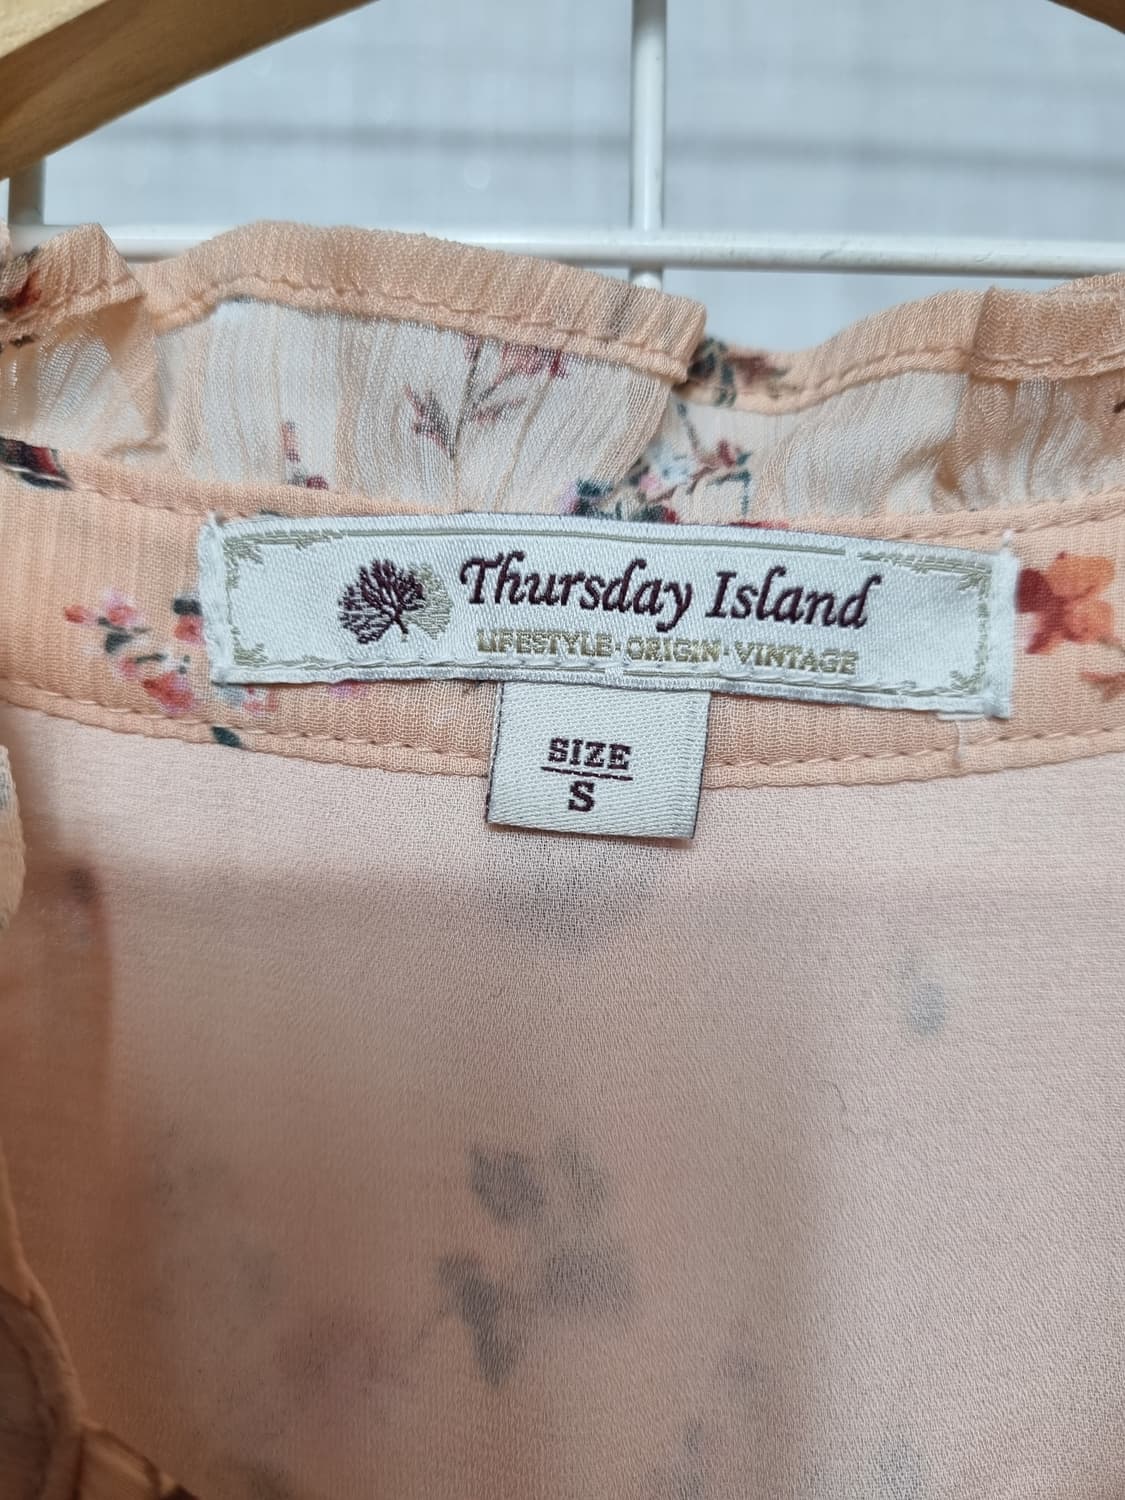 Thursday Island
LIFESTYLE·ORIGIN·VINTAGE
SIZE
S